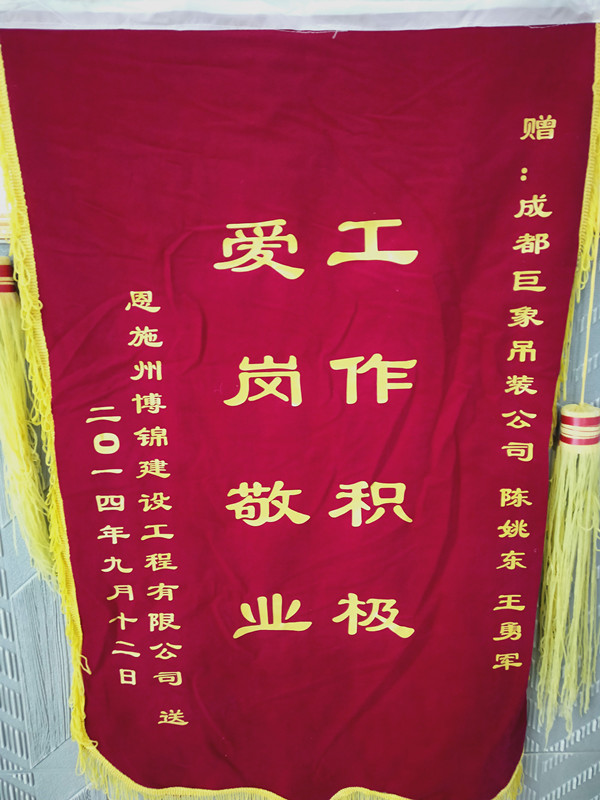 赠：成都巨象吊装公司 陈姚东 王勇军
工作积极
爱岗敬业
恩施州博锦建设工程有限公司 送
二〇一四年九月十二日